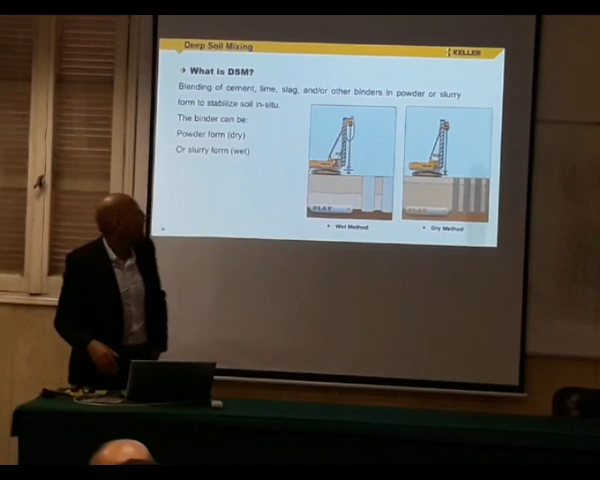 Deep Soil Mixing
KELLER
What is DSM?
Blending of cement, lime, slag, and/or other binders in powder or slurry
form to stabilize soil in-situ.
The binder can be:
Powder form (dry)
Or slurry form (wet)
PLAY
PLAY
• Wet Method
• Dry Method